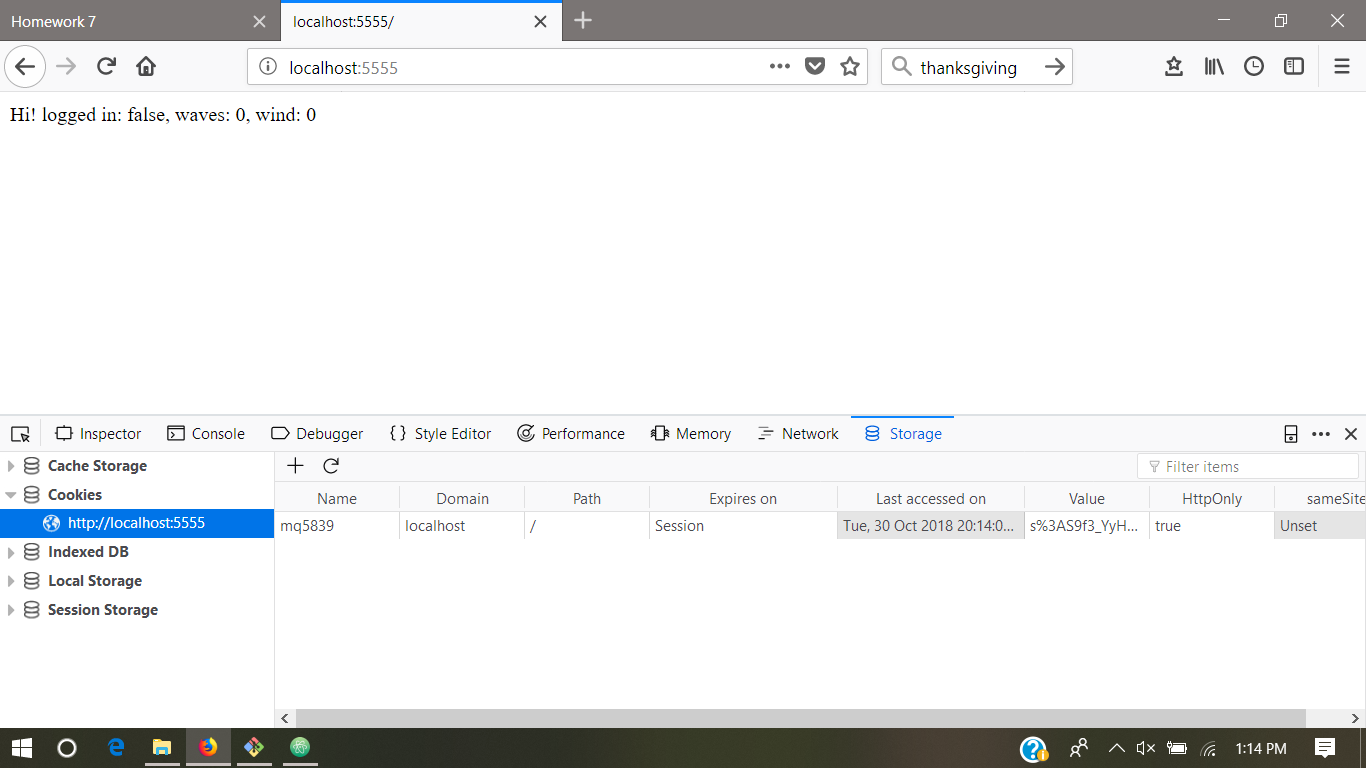 Homework 7
localhost:5555/
localhost:5555
thanksgiving
Hi! logged in: false, waves: 0, wind: 0
Inspector Console Debugger {} Style Editor Performance Memory Network Storage
Cache Storage
Cookies
http://localhost:5555
Indexed DB
Local Storage
Session Storage
Filter items
Name Domain Path Expires on Last accessed on Value HttpOnly sameSite
mq5839 localhost / Session Tue, 30 Oct 2018 20:14:0... s%3AS9f3_YyH... true Unset
1:14 PM